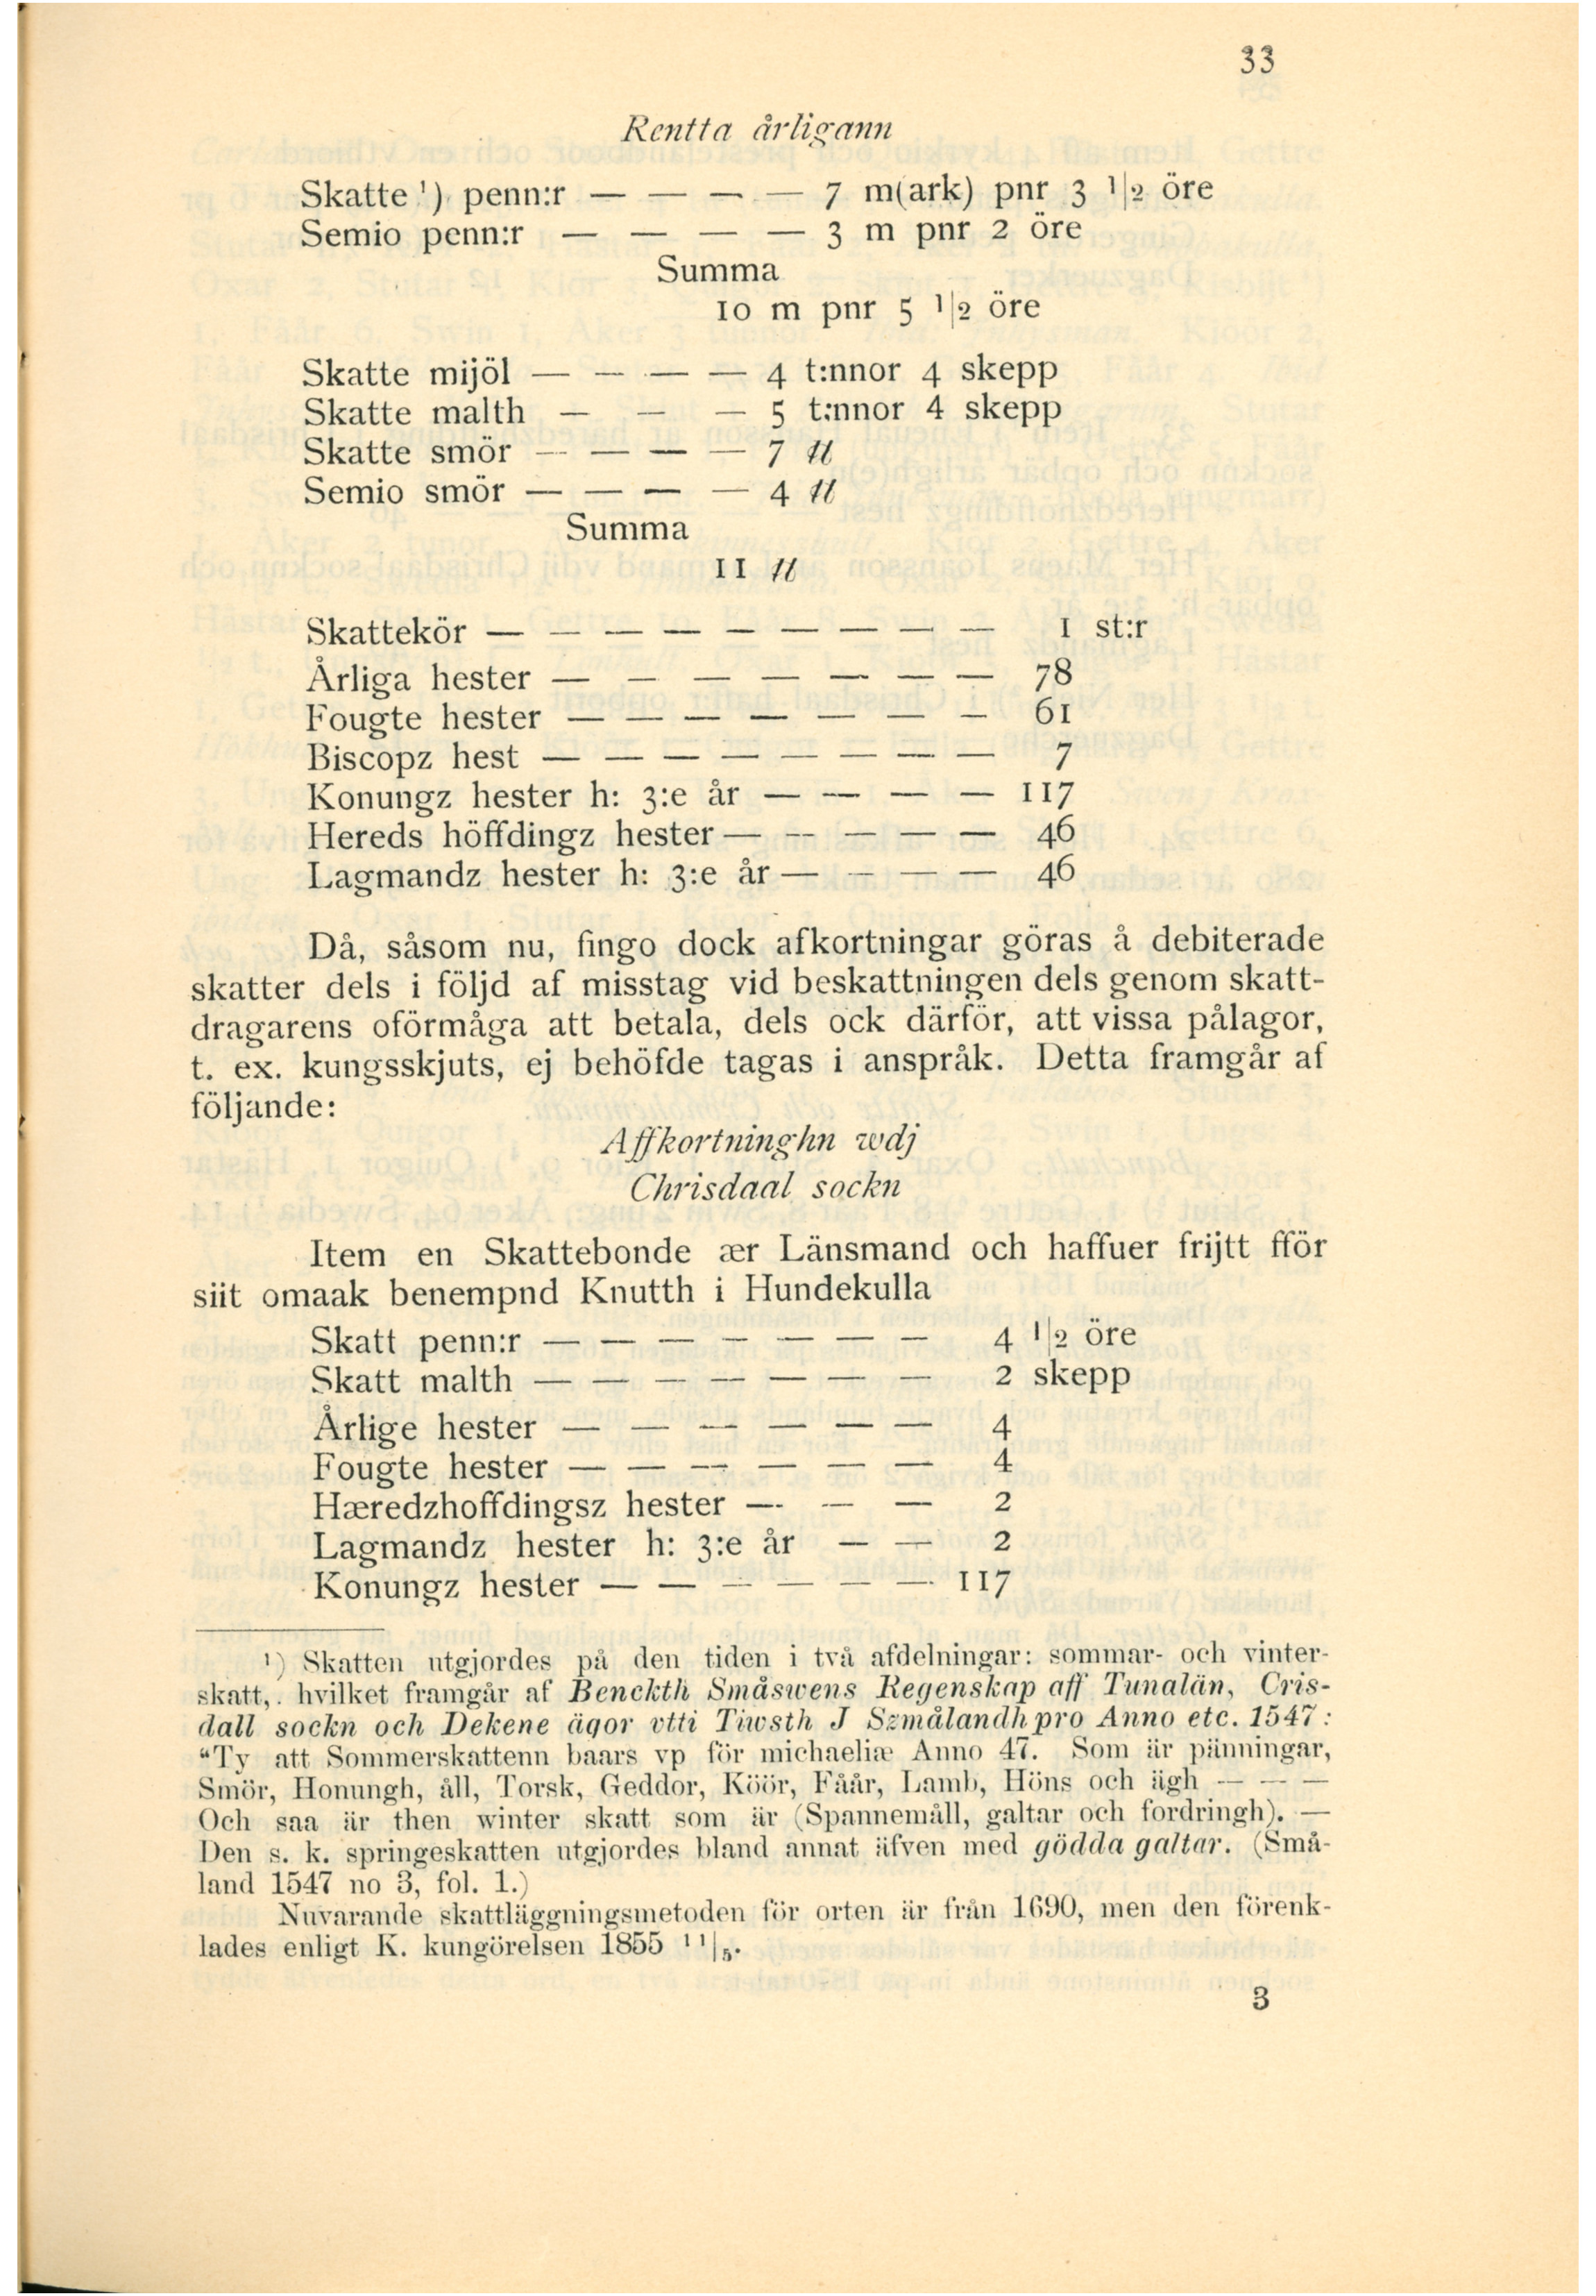 33
Rentta årligann
Skatte ¹) penn:r — — — — 7 m(ark) pnr 3 ¹|₂ öre
Semio penn:r — — — — 3 m pnr 2 öre
Summa
10 m pnr 5 ¹|₂ öre
Skatte mijöl — — — — 4 t:nnor 4 skepp
Skatte malth — — — 5 t:nnor 4 skepp
Skatte smör — — — — 7 ℔
Semio smör — — — — 4 ℔
Summa
11 ℔
Skattekör — — — — — — — — — 1 st:r
Årliga hester — — — — — — — — 78
Fougte hester — — — — — — — — 61
Biscopz hest — — — — — — — — 7
Konungz hester h: 3:e år — — — — 117
Hereds höffdingz hester — — — — — 46
Lagmandz hester h: 3:e år — — — — 46
Då, såsom nu, fingo dock afkortningar göras å debiterade
skatter dels i följd af misstag vid beskattningen dels genom skatt-
dragarens oförmåga att betala, dels ock därför, att vissa pålagor,
t. ex. kungsskjuts, ej behöfde tagas i anspråk. Detta framgår af
följande:
Affkortninghn wdj
Chrisdaal sockn
Item en Skattebonde ær Länsmand och haffuer frijtt fför
siit omaak benempnd Knutth i Hundekulla
Skatt penn:r — — — — — — — 4 ¹|₂ öre
Skatt malth — — — — — — — 2 skepp
Årlige hester — — — — — — — 4
Fougte hester — — — — — — — 4
Hæredzhoffdingsz hester — — — 2
Lagmandz hester h: 3:e år — — 2
Konungz hester — — — — — — 117
¹) Skatten utgjordes på den tiden i två afdelningar: sommar- och vinter-
skatt,. hvilket framgår af Benckth Småswens Regenskap aff Tunalän, Cris-
dall sockn och Dekene ägor vtti Tiwsth J Szmålandh pro Anno etc. 1547:
“Ty att Sommerskattenn baars vp för michaeliæ Anno 47. Som är pänningar,
Smör, Honungh, åll, Torsk, Geddor, Köör, Fåår, Lamb, Höns och ägh — — —
Och saa är then winter skatt som är (Spannemåll, galtar och fordringh). —
Den s. k. springeskatten utgjordes bland annat äfven med gödda galtar. (Små-
land 1547 no 3, fol. 1.)
Nuvarande skattläggningsmetoden för orten är från 1690, men den förenk-
lades enligt K. kungörelsen 1855 ¹¹|₅.
3